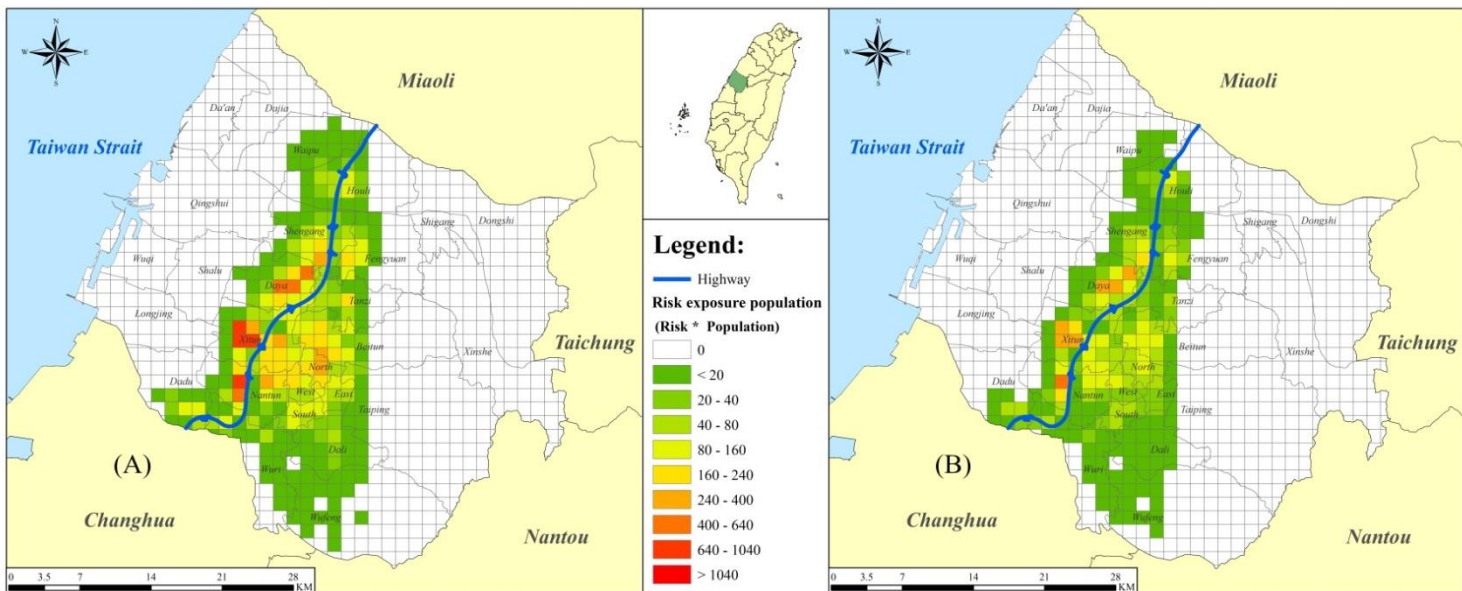 N
W
E
S
Miaoli
Da'an
Dajia
Taiwan Strait
Waipu
Houli
Qingshui
Shigang
Dongshi
Shengang
Wuqi
Shalu
Fengyuan
Daya
Tanzi
Longjing
Taichung
Xitun
Beitun
Xinshe
North
Dadu
West
East
Nantun
South
Taiping
(A)
Dali
Wuri
Changhua
Wufeng
Nantou
0 3.5 7 14 21 28
KM
Legend:
Highway
Risk exposure population
(Risk * Population)
0
< 20
20 - 40
40 - 80
80 - 160
160 - 240
240 - 400
400 - 640
640 - 1040
> 1040
N
W
E
S
Miaoli
Da'an
Dajia
Taiwan Strait
Waipu
Houli
Qingshui
Shigang
Dongshi
Shengang
Wuqi
Shalu
Fengyuan
Daya
Tanzi
Longjing
Taichung
Xitun
Beitun
Xinshe
North
Dadu
West
East
Nantun
South
Taiping
(B)
Dali
Wuri
Changhua
Wufeng
Nantou
0 3.5 7 14 21 28
KM